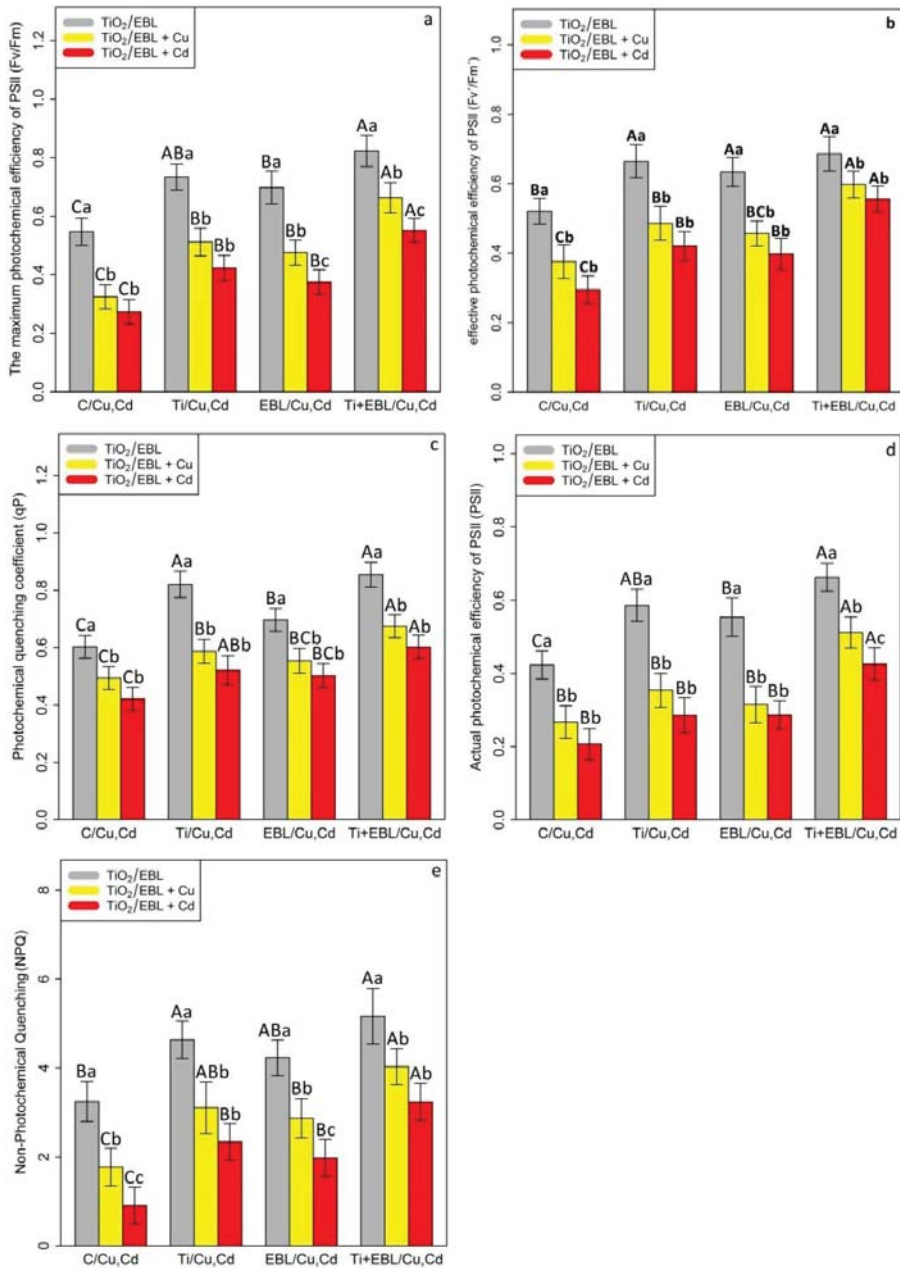 a
TiO₂/EBL
TiO₂/EBL + Cu
TiO₂/EBL + Cd
The maximum photochemical efficiency of PSII (Fv/Fm)
0.0 0.2 0.4 0.6 0.8 1.0 1.2
Ca Cb Cb ABa Bb Bb Ba Bb Bc Aa Ab Ac
C/Cu,Cd Ti/Cu,Cd EBL/Cu,Cd Ti+EBL/Cu,Cd
b
TiO₂/EBL
TiO₂/EBL + Cu
TiO₂/EBL + Cd
effective photochemical efficiency of PSII (Fv'/Fm')
0.0 0.2 0.4 0.6 0.8 1.0
Ba Cb Cb Aa Bb Bb Aa BCb Bb Aa Ab Ab
C/Cu,Cd Ti/Cu,Cd EBL/Cu,Cd Ti+EBL/Cu,Cd
c
TiO₂/EBL
TiO₂/EBL + Cu
TiO₂/EBL + Cd
Photochemical quenching coefficient (qP)
0.0 0.2 0.4 0.6 0.8 1.0 1.2
Ca Cb Cb Aa Bb ABb Ba BCb BCb Aa Ab Ab
C/Cu,Cd Ti/Cu,Cd EBL/Cu,Cd Ti+EBL/Cu,Cd
d
TiO₂/EBL
TiO₂/EBL + Cu
TiO₂/EBL + Cd
Actual photochemical efficiency of PSII (PSII)
0.0 0.2 0.4 0.6 0.8 1.0
Ca Bb Bb ABa Bb Bb Ba Bb Bb Aa Ab Ac
C/Cu,Cd Ti/Cu,Cd EBL/Cu,Cd Ti+EBL/Cu,Cd
e
TiO₂/EBL
TiO₂/EBL + Cu
TiO₂/EBL + Cd
Non-Photochemical Quenching (NPQ)
0 2 4 6 8
Ba Cb Cc Aa ABb Bb ABa Bb Bc Aa Ab Ab
C/Cu,Cd Ti/Cu,Cd EBL/Cu,Cd Ti+EBL/Cu,Cd